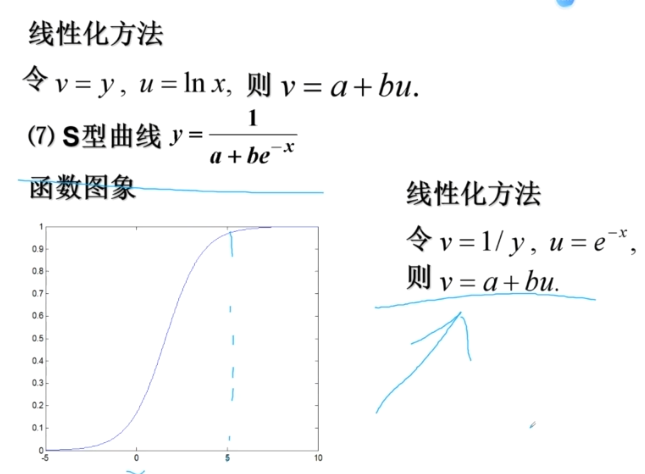 线性化方法
令 v = y, u = ln x, 则 v = a + bu.
⑺ S型曲线 y = 1 / (a + be^{-x})
函数图象
线性化方法
令 v = 1/ y, u = e^{-x},
则 v = a + bu.
1
0.9
0.8
0.7
0.6
0.5
0.4
0.3
0.2
0.1
0
-5 0 5 10